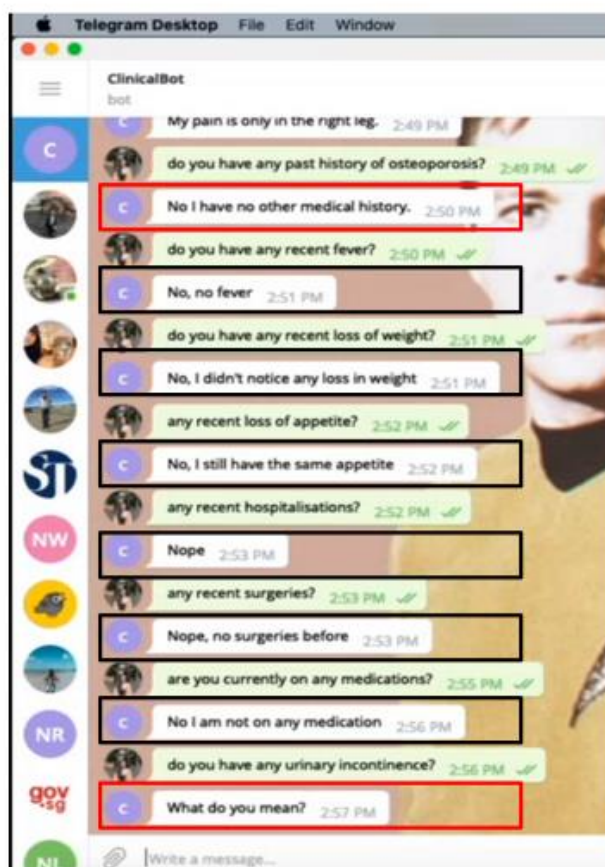 Telegram Desktop File Edit Window
ClinicalBot
bot
C My pain is only in the right leg. 2:49 PM
C
do you have any past history of osteoporosis? 2:49 PM
C No I have no other medical history. 2:50 PM
do you have any recent fever? 2:50 PM
C No, no fever 2:51 PM
do you have any recent loss of weight? 2:51 PM
C No, I didn't notice any loss in weight 2:51 PM
any recent loss of appetite? 2:52 PM
C No, I still have the same appetite 2:52 PM
ST
any recent hospitalisations? 2:52 PM
NW
C Nope 2:53 PM
any recent surgeries? 2:53 PM
C Nope, no surgeries before 2:53 PM
are you currently on any medications? 2:55 PM
C No I am not on any medication 2:56 PM
NR
do you have any urinary incontinence? 2:56 PM
gov
.sg
C What do you mean? 2:57 PM
NL
Write a message...